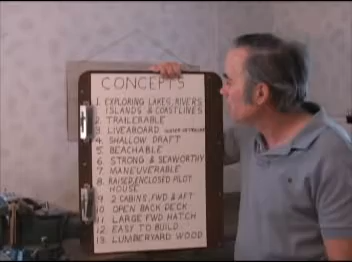 CONCEPTS
1. EXPLORING LAKES, RIVERS
ISLANDS & COASTLINES
2. TRAILERABLE
3. LIVEABOARD
4. SHALLOW DRAFT
5. BEACHABLE
6. STRONG & SEAWORTHY
7. MANEUVERABLE
8. RAISED, ENCLOSED PILOT
HOUSE
9 2 CABINS, FWD & AFT
10 OPEN BACK DECK
11. LARGE FWD HATCH
12. EASY TO BUILD
13. LUMBERYARD WOOD